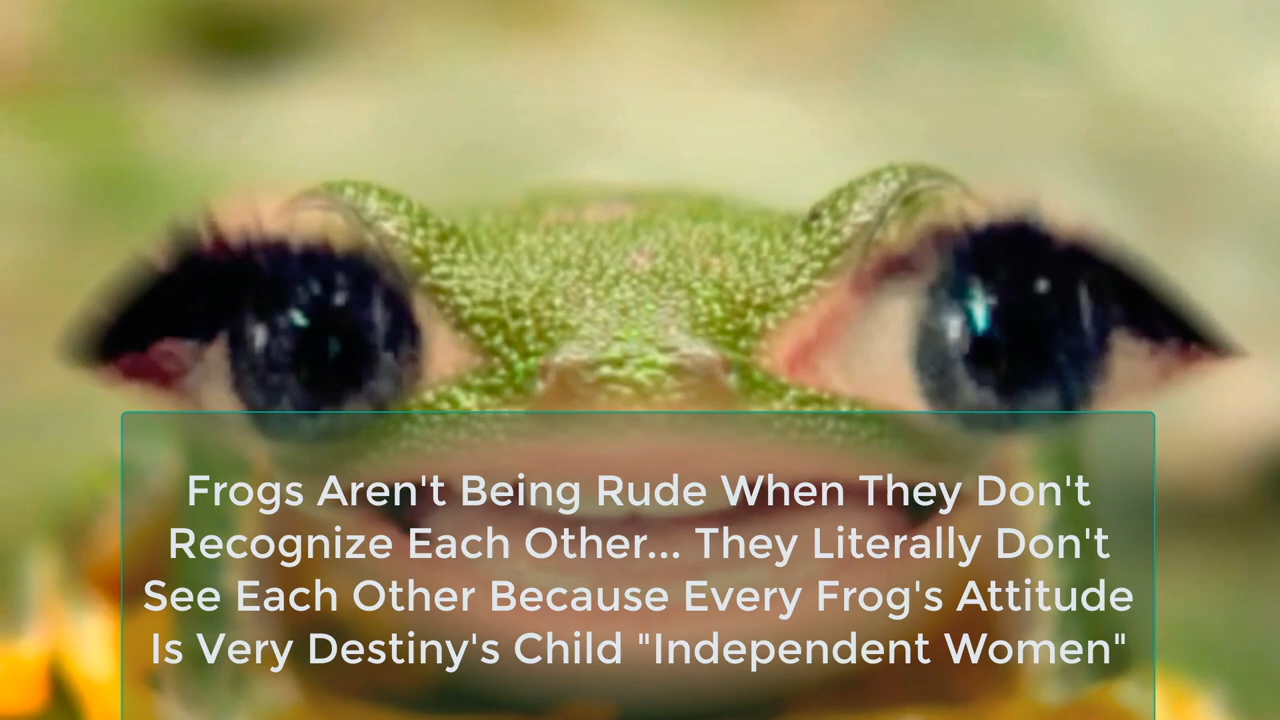 Frogs Aren't Being Rude When They Don't
Recognize Each Other... They Literally Don't
See Each Other Because Every Frog's Attitude
Is Very Destiny's Child "Independent Women"